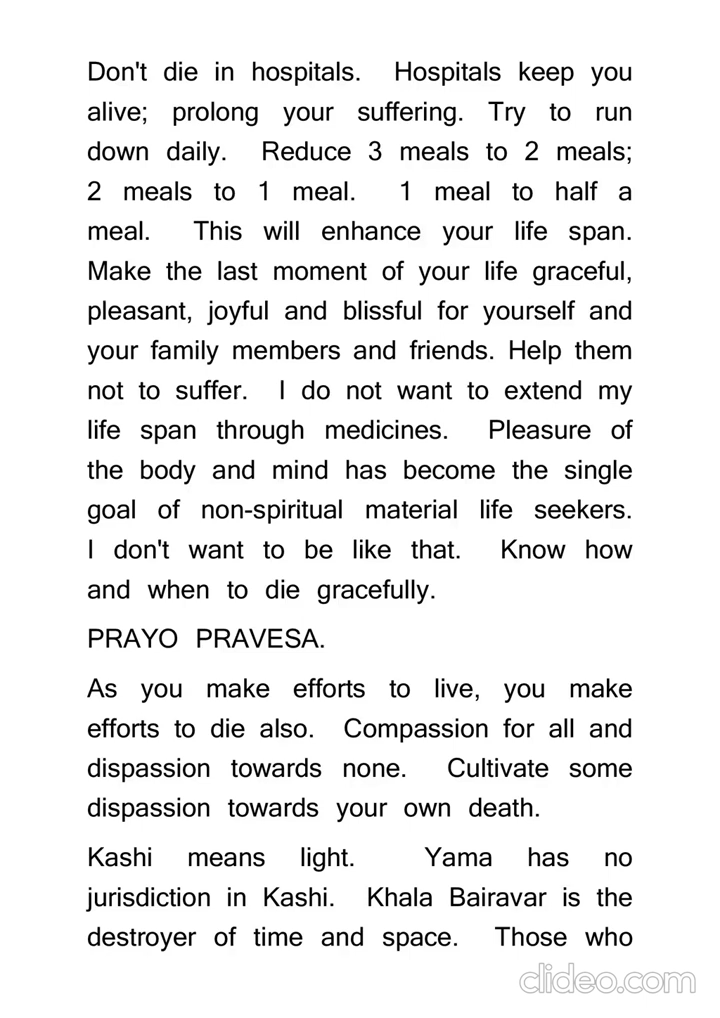 Don't die in hospitals. Hospitals keep you
alive; prolong your suffering. Try to run
down daily. Reduce 3 meals to 2 meals;
2 meals to 1 meal. 1 meal to half a
meal. This will enhance your life span.
Make the last moment of your life graceful,
pleasant, joyful and blissful for yourself and
your family members and friends. Help them
not to suffer. I do not want to extend my
life span through medicines. Pleasure of
the body and mind has become the single
goal of non-spiritual material life seekers.
I don't want to be like that. Know how
and when to die gracefully.
PRAYO PRAVESA.
As you make efforts to live, you make
efforts to die also. Compassion for all and
dispassion towards none. Cultivate some
dispassion towards your own death.
Kashi means light. Yama has no
jurisdiction in Kashi. Khala Bairavar is the
destroyer of time and space. Those who
clideo.com